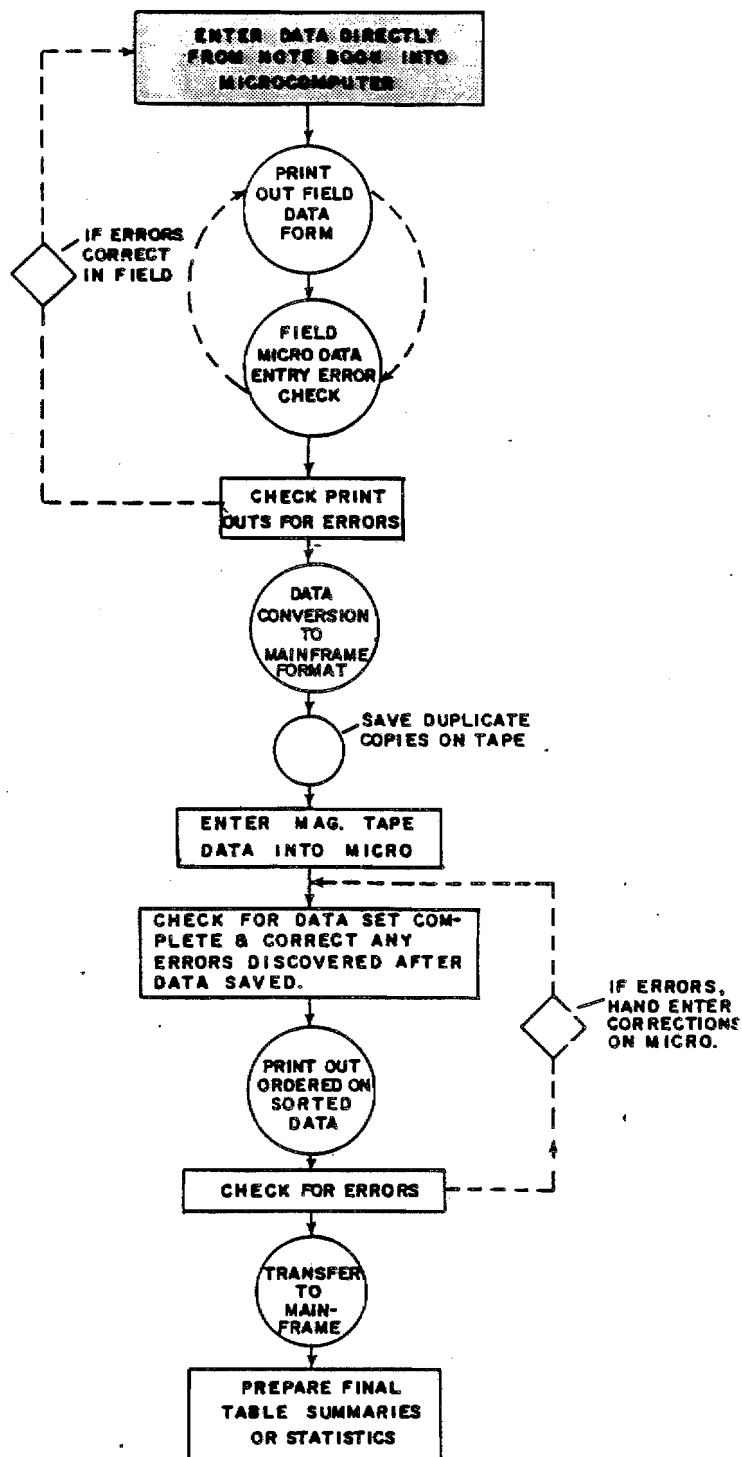 ENTER DATA DIRECTLY
FROM NOTE BOOK INTO
MICROCOMPUTER
PRINT
OUT FIELD
DATA
FORM
IF ERRORS
CORRECT
IN FIELD
FIELD
MICRO DATA
ENTRY ERROR
CHECK
CHECK PRINT
OUTS FOR ERRORS
DATA
CONVERSION
TO
MAINFRAME
FORMAT
SAVE DUPLICATE
COPIES ON TAPE
ENTER MAG. TAPE
DATA INTO MICRO
CHECK FOR DATA SET COM-
PLETE & CORRECT ANY
ERRORS DISCOVERED AFTER
DATA SAVED.
IF ERRORS,
HAND ENTER
CORRECTIONS
ON MICRO.
PRINT OUT
ORDERED ON
SORTED
DATA
CHECK FOR ERRORS
TRANSFER
TO
MAIN-
FRAME
PREPARE FINAL
TABLE SUMMARIES
OR STATISTICS